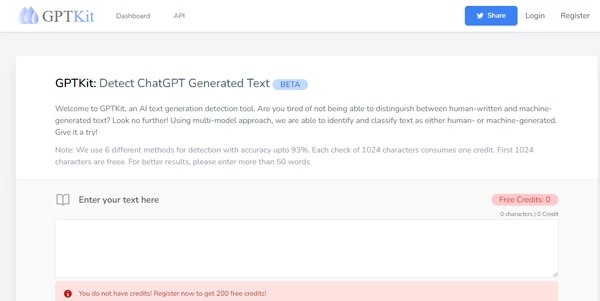 GPTKit Dashboard API Share Login Register
GPTKit: Detect ChatGPT Generated Text BETA
Welcome to GPTKit, an AI text generation detection tool. Are you tired of not being able to distinguish between human-written and machine-
generated text? Look no further! Using multi-model approach, we are able to identify and classify text as either human- or machine-generated.
Give it a try!
Note: We use 6 different methods for detection with accuracy upto 93%. Each check of 1024 characters consumes one credit. First 1024
characters are freee. For better results, please enter more than 50 words
Enter your text here Free Credits: 0
0 characters | 0 Credit
You do not have credits! Register now to get 200 free credits!